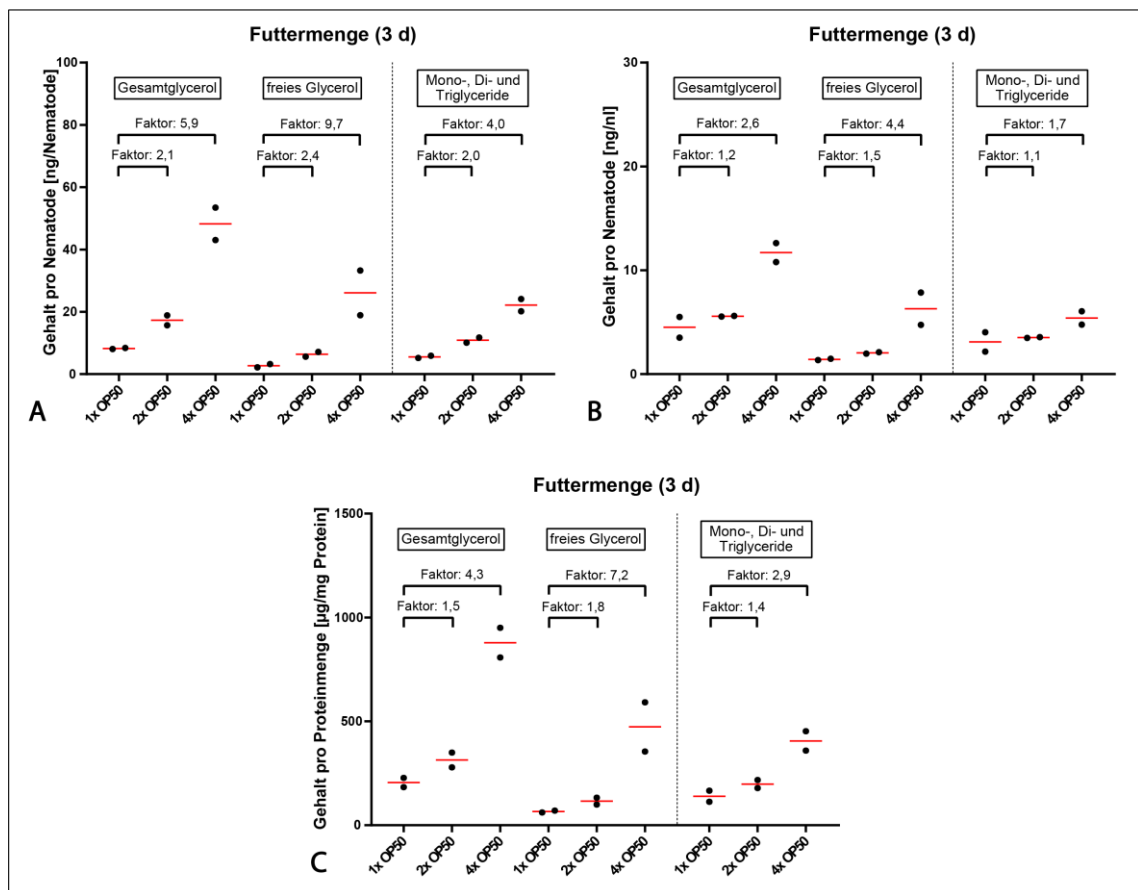 Futtermenge (3 d)
Gehalt pro Nematode [ng/Nematode]
100
80
60
40
20
0
Gesamtglycerol
freies Glycerol
Mono-, Di- und
Triglyceride
Faktor: 5,9
Faktor: 9,7
Faktor: 4,0
Faktor: 2,1
Faktor: 2,4
Faktor: 2,0
1x OP50
2x OP50
4x OP50
1x OP50
2x OP50
4x OP50
1x OP50
2x OP50
4x OP50
A
Futtermenge (3 d)
Gehalt pro Nematode [ng/nl]
30
20
10
0
Gesamtglycerol
freies Glycerol
Mono-, Di- und
Triglyceride
Faktor: 2,6
Faktor: 4,4
Faktor: 1,7
Faktor: 1,2
Faktor: 1,5
Faktor: 1,1
1x OP50
2x OP50
4x OP50
1x OP50
2x OP50
4x OP50
1x OP50
2x OP50
4x OP50
B
Futtermenge (3 d)
Gehalt pro Proteinmenge [µg/mg Protein]
1500
1000
500
0
Gesamtglycerol
freies Glycerol
Mono-, Di- und
Triglyceride
Faktor: 4,3
Faktor: 7,2
Faktor: 2,9
Faktor: 1,5
Faktor: 1,8
Faktor: 1,4
1x OP50
2x OP50
4x OP50
1x OP50
2x OP50
4x OP50
1x OP50
2x OP50
4x OP50
C